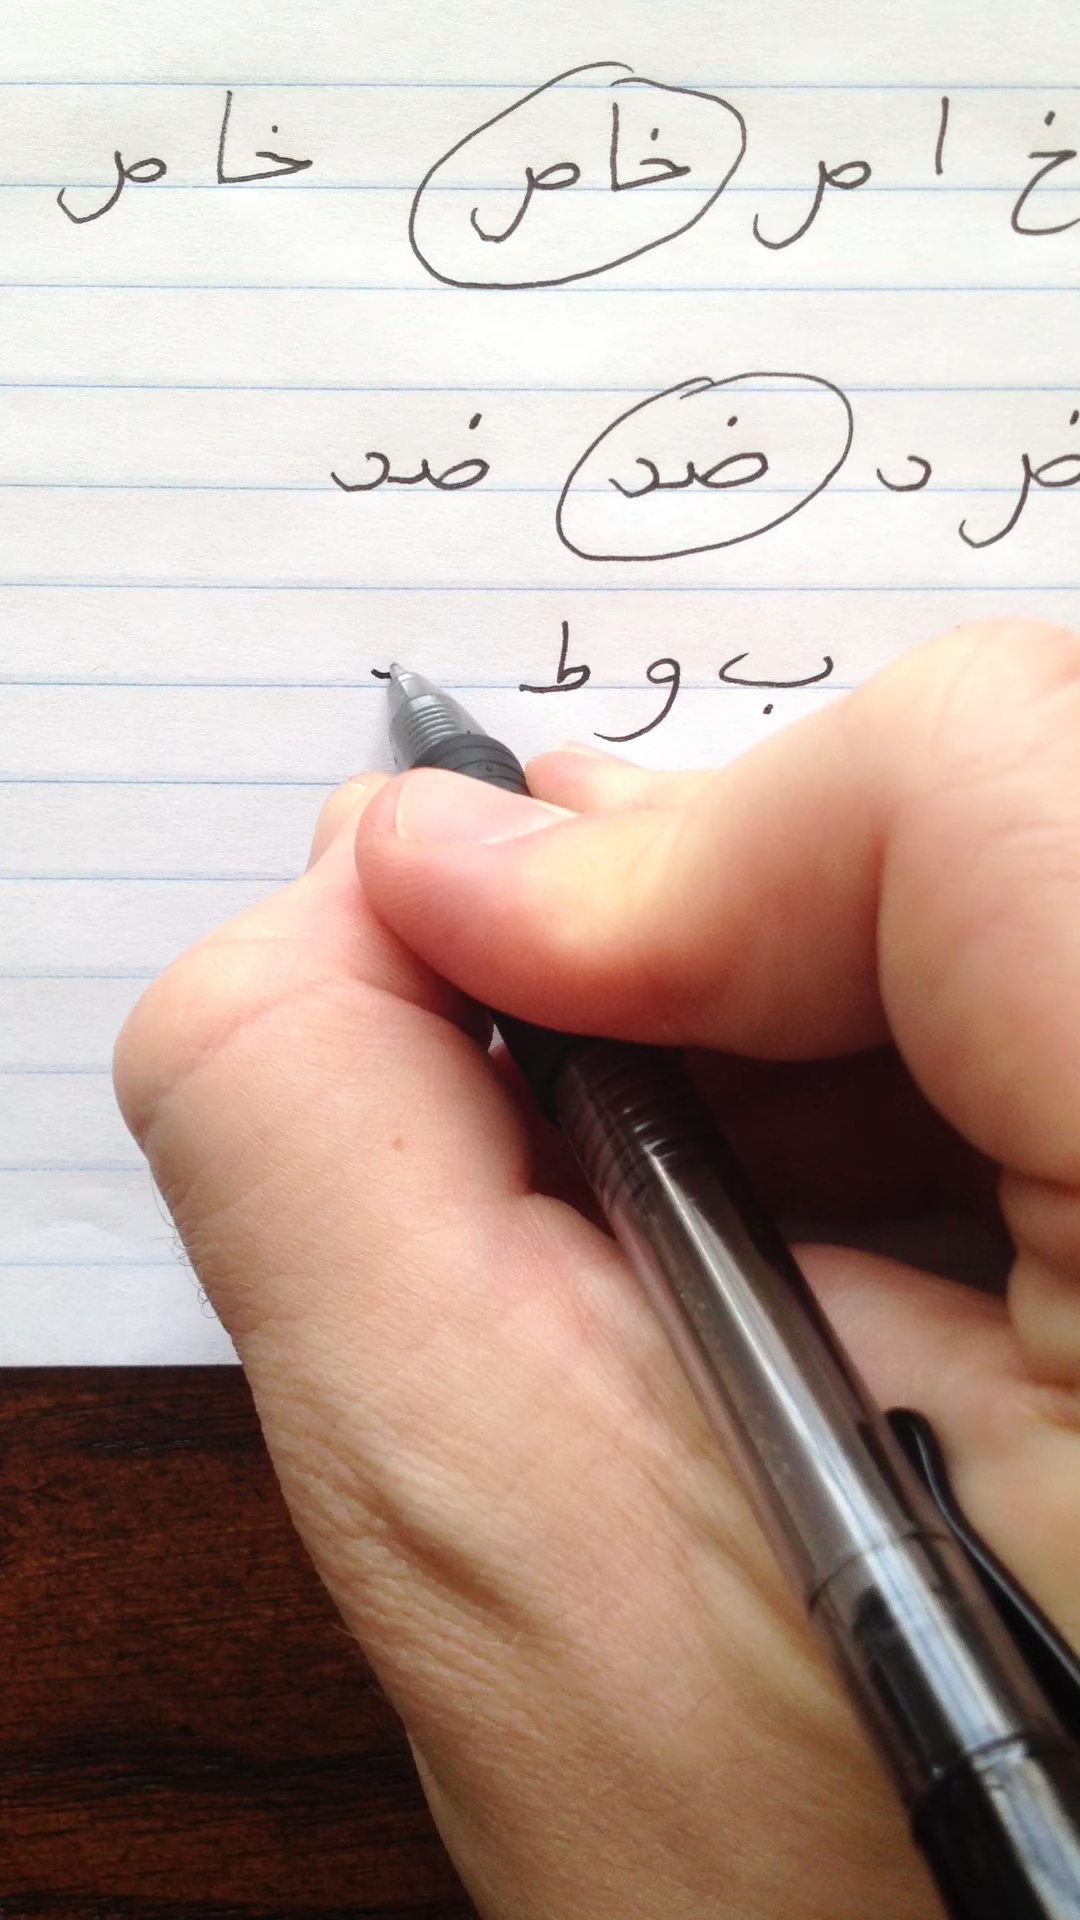 خ ا ص خاص خاص
ض د ضد ضد
ب و ط